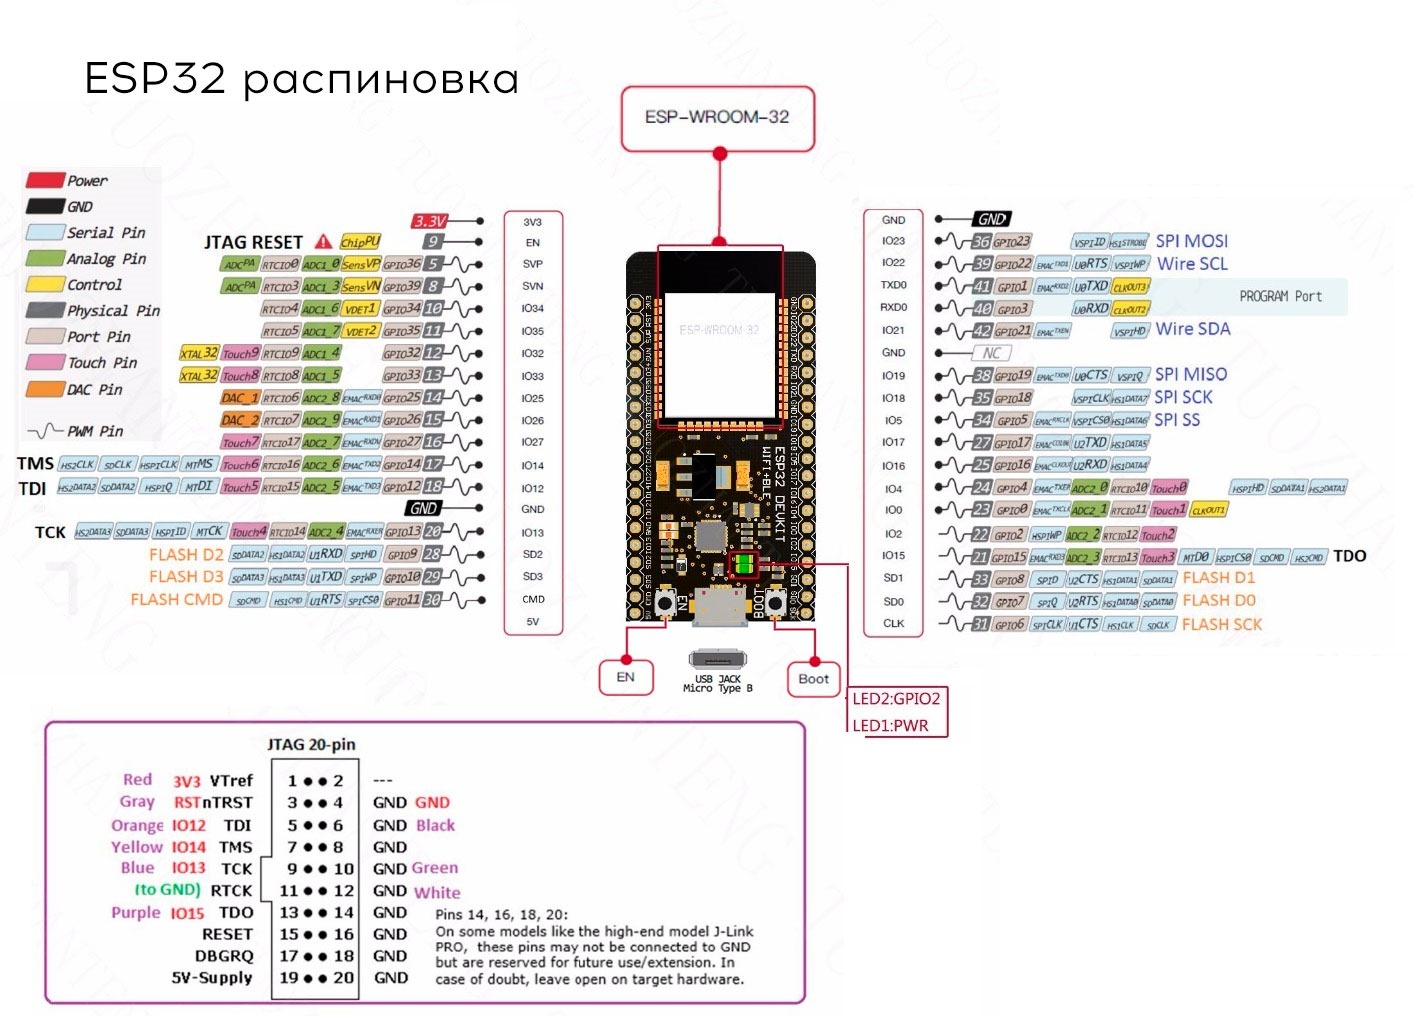 ESP32 распиновка
ESP-WROOM-32
Power
GND
Serial Pin
Analog Pin
Control
Physical Pin
Port Pin
Touch Pin
DAC Pin
PWM Pin
3.3V 3V3
JTAG RESET ChipPU 9 EN
ADCPA RTCIO0 ADC1_0 SensVP GPIO36 5 SVP
ADCPA RTCIO3 ADC1_3 SensVN GPIO39 8 SVN
RTCIO4 ADC1_6 VDET1 GPIO34 10 IO34
RTCIO5 ADC1_7 VDET2 GPIO35 11 IO35
XTAL32 Touch9 RTCIO9 ADC1_4 GPIO32 12 IO32
XTAL32 Touch8 RTCIO8 ADC1_5 GPIO33 13 IO33
DAC_1 RTCIO6 ADC2_8 EMACRXD0 GPIO25 14 IO25
DAC_2 RTCIO7 ADC2_9 EMACRXD1 GPIO26 15 IO26
Touch7 RTCIO17 ADC2_7 EMACRXDV GPIO27 16 IO27
TMS HS2CLK SDCLK HSPICLK MTMS Touch6 RTCIO16 ADC2_6 EMACTXD2 GPIO14 17 IO14
TDI HS2DATA2 SDDATA2 HSPIQ MTDI Touch5 RTCIO15 ADC2_5 EMACTXD3 GPIO12 18 IO12
GND GND
TCK HS2DATA3 SDDATA3 HSPIID MTCK Touch4 RTCIO14 ADC2_4 EMACRXER GPIO13 20 IO13
FLASH D2 SDDATA2 HS1DATA2 U1RXD SPIHD GPIO9 28 SD2
FLASH D3 SDDATA3 HS1DATA3 U1TXD SPIWP GPIO10 29 SD3
FLASH CMD SDCMD HS1CMD U1RTS SPICS0 GPIO11 30 CMD
5V
GND GND
IO23 36 GPIO23 VSPIID HS1STROBE SPI MOSI
IO22 39 GPIO22 EMACTXD1 U0RTS VSPIWP Wire SCL
TXD0 41 GPIO1 EMACRXD2 U0TXD CLKOUT3 PROGRAM Port
RXD0 40 GPIO3 U0RXD CLKOUT2
IO21 42 GPIO21 EMACTXEN VSPIHD Wire SDA
GND NC
IO19 38 GPIO19 EMACTXD0 U0CTS VSPIQ SPI MISO
IO18 35 GPIO18 VSPICLK HS1DATA7 SPI SCK
IO5 34 GPIO5 EMACRXCLK VSPICS0 HS1DATA6 SPI SS
IO17 27 GPIO17 U2TXD HS1DATA5
IO16 25 GPIO16 EMACCLKOUT U2RXD HS1DATA4
IO4 24 GPIO4 EMACTXER ADC2_0 RTCIO10 Touch0 HSPIHD SDDATA1 HS2DATA1
IO0 23 GPIO0 EMACTXCLK ADC2_1 RTCIO11 Touch1 CLKOUT1
IO2 22 GPIO2 HSPIWP ADC2_2 RTCIO12 Touch2
IO15 21 GPIO15 EMACRXD3 ADC2_3 RTCIO13 Touch3 MTDO HSPICS0 SDCMD HS2CMD TDO
SD1 33 GPIO8 SPID U2CTS HS1DATA1 SDDATA1 FLASH D1
SD0 32 GPIO7 SPIQ U2RTS HS1DATA0 SDDATA0 FLASH D0
CLK 31 GPIO6 SPICLK U1CTS HS1CLK SDCLK FLASH SCK
ESP-WROOM-32
ESP32 DEVKIT
WIFI+BLE
EN
BOOT
EN
USB JACK
Micro Type B
Boot
LED2:GPIO2
LED1:PWR
JTAG 20-pin
Red 3V3 VTref 1 2 ---
Gray RST nTRST 3 4 GND GND
Orange IO12 TDI 5 6 GND Black
Yellow IO14 TMS 7 8 GND
Blue IO13 TCK 9 10 GND Green
(to GND) RTCK 11 12 GND White
Purple IO15 TDO 13 14 GND
RESET 15 16 GND
DBGRQ 17 18 GND
5V-Supply 19 20 GND
Pins 14, 16, 18, 20:
On some models like the high-end model J-Link
PRO, these pins may not be connected to GND
but are reserved for future use/extension. In
case of doubt, leave open on target hardware.